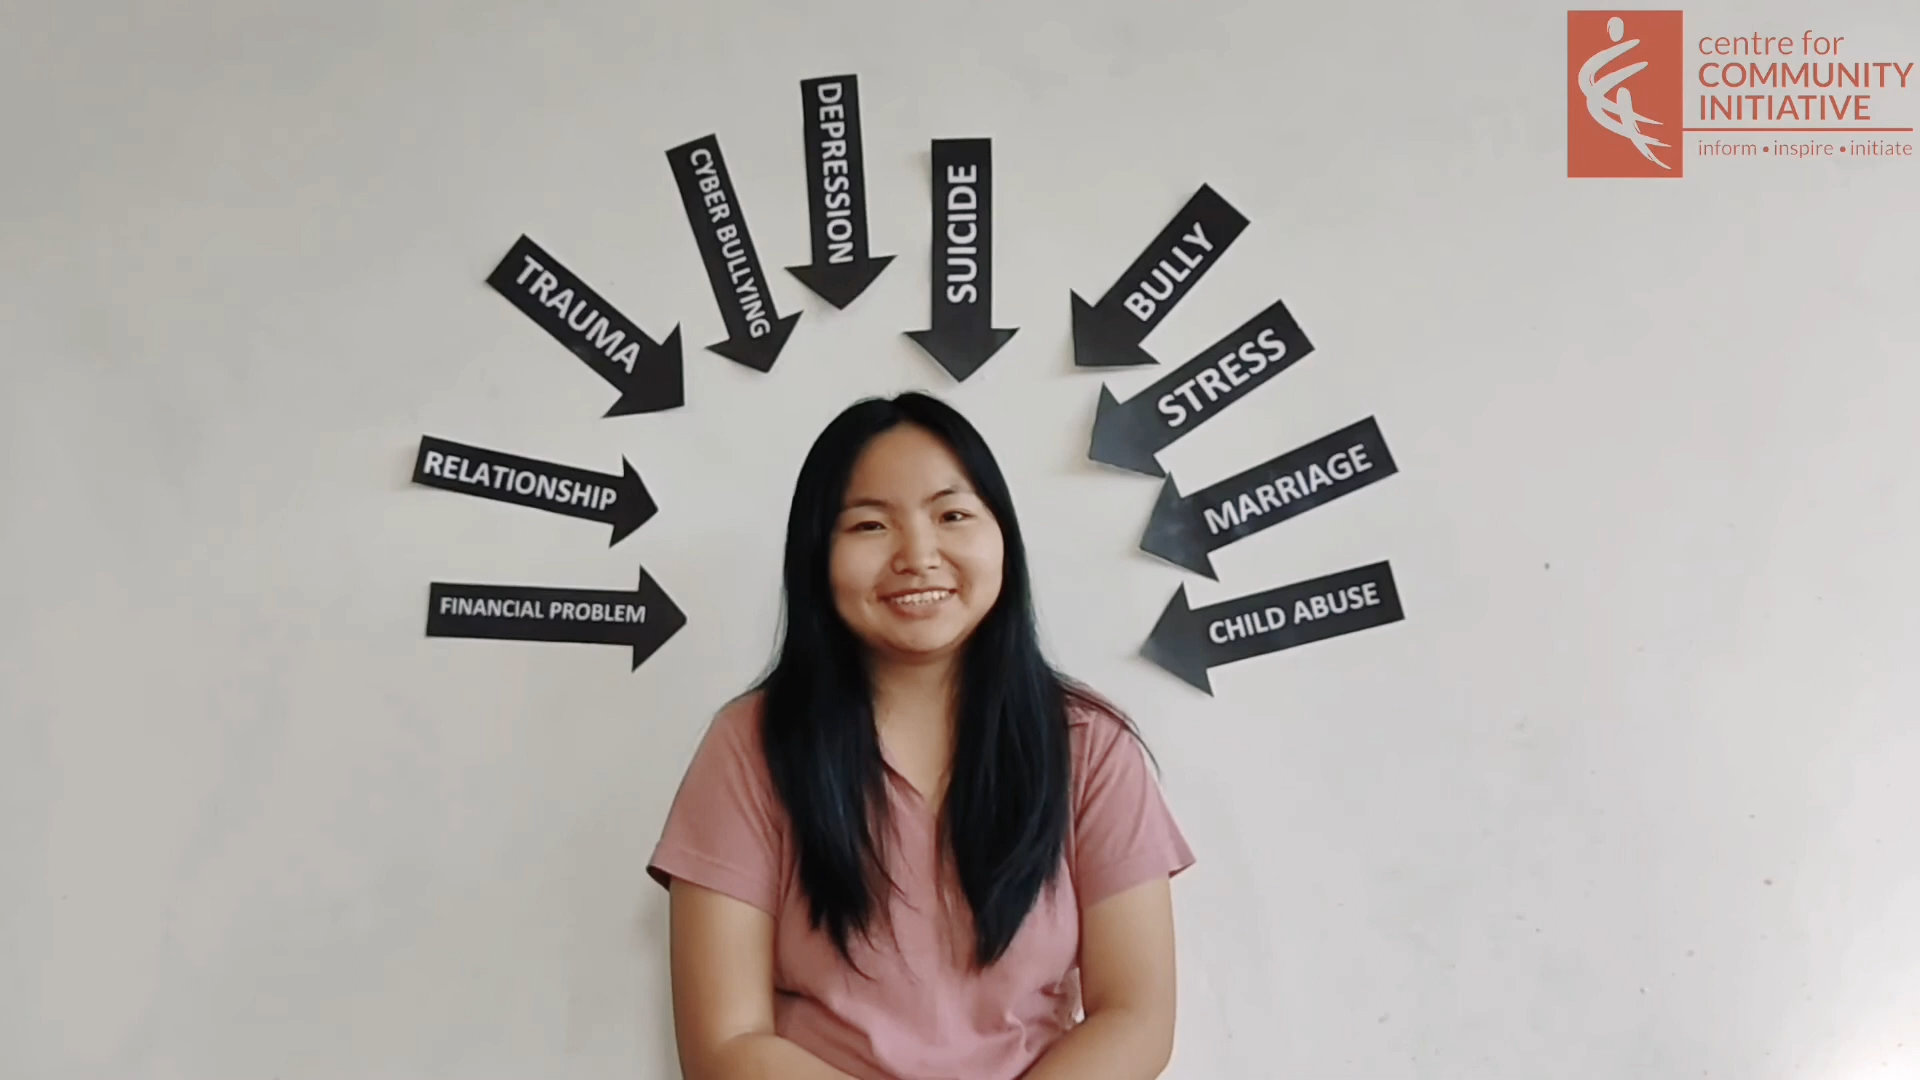 centre for
COMMUNITY
INITIATIVE
inform • inspire • initiate
DEPRESSION
CYBER BULLYING
SUICIDE
BULLY
TRAUMA
STRESS
RELATIONSHIP
MARRIAGE
FINANCIAL PROBLEM
CHILD ABUSE